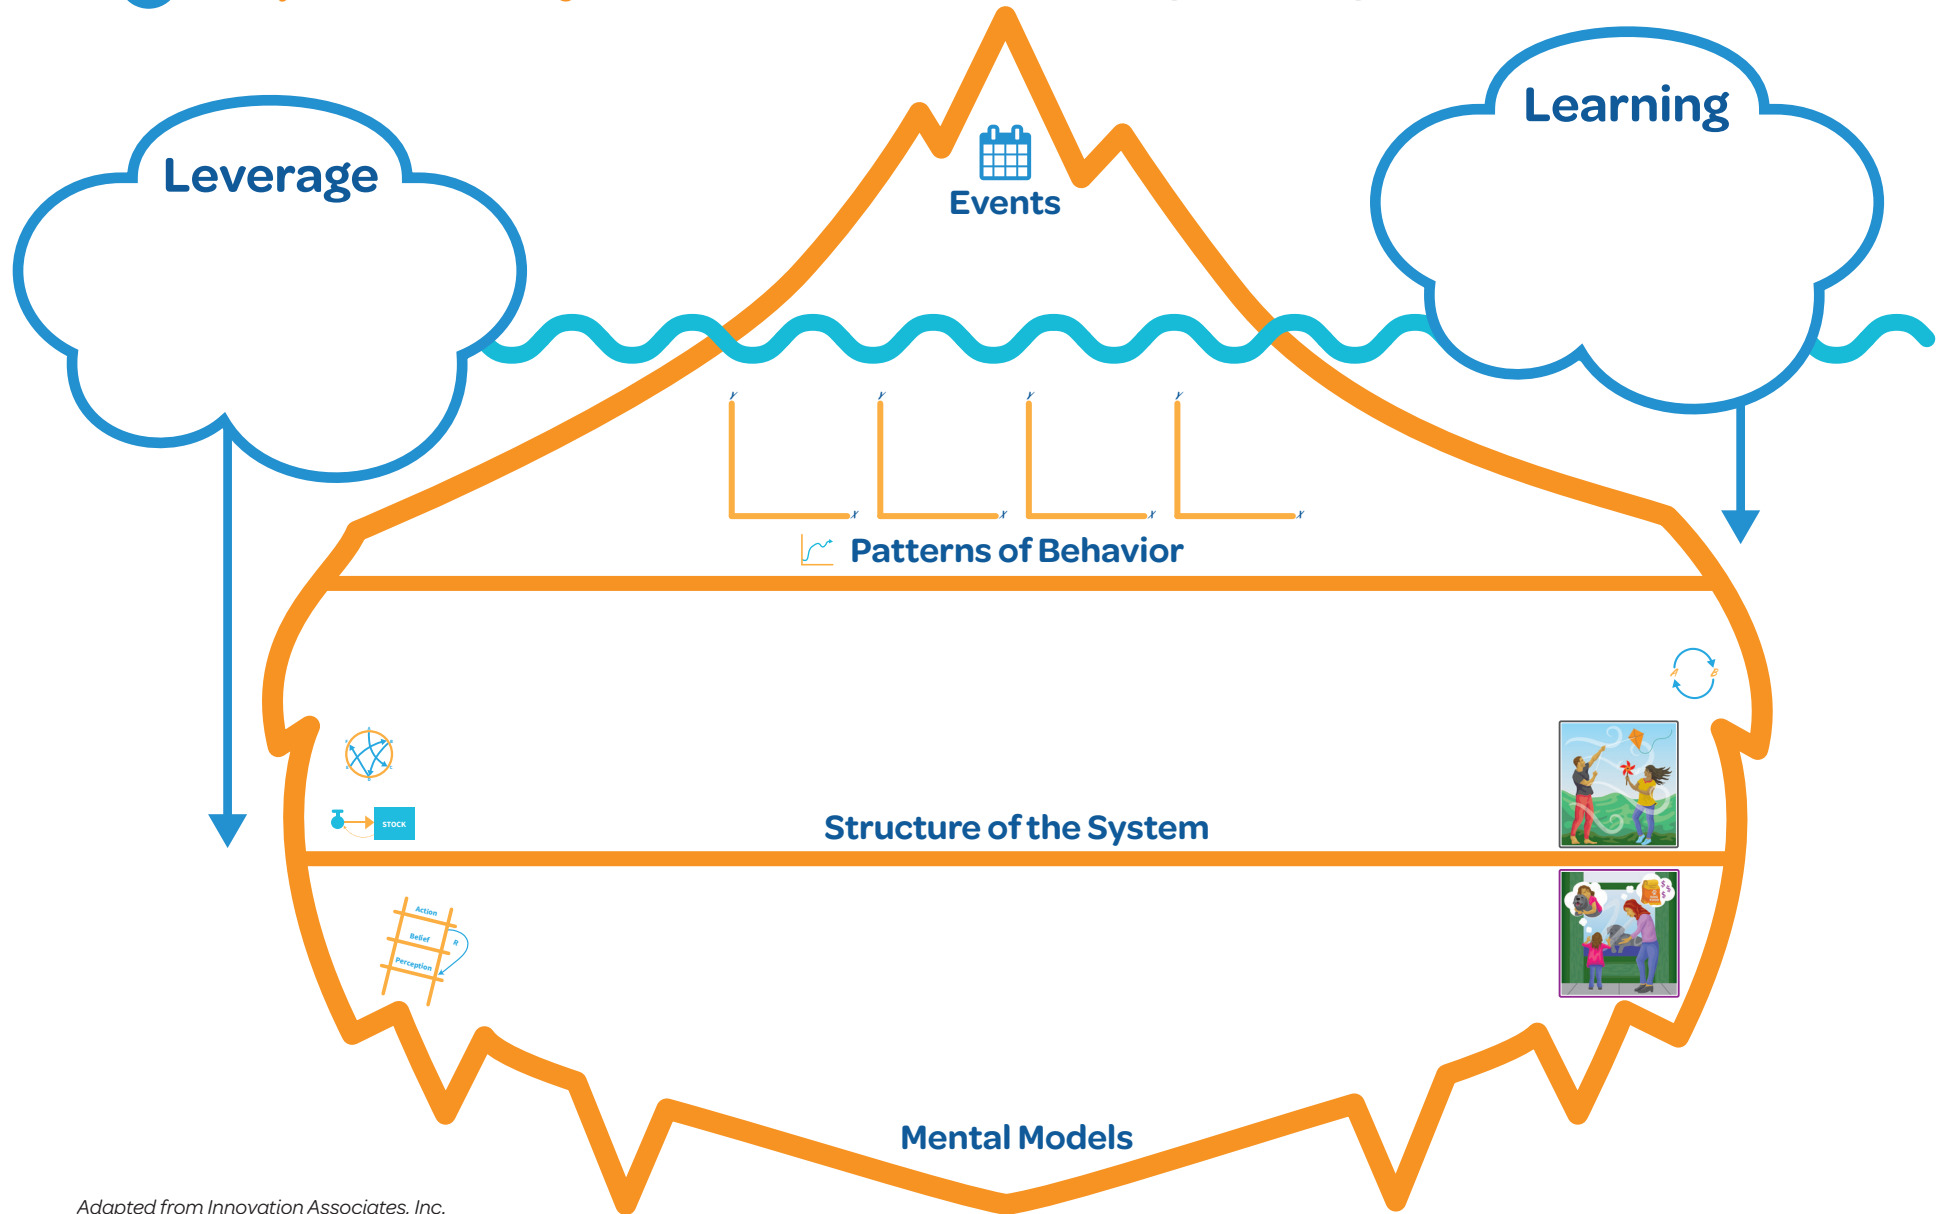 Learning
Leverage
Events
Y Y Y Y
X X X X
Patterns of Behavior
A B
STOCK
Structure of the System
Action
Belief
R
Perception
$
$
$
Mental Models
Adapted from Innovation Associates, Inc.